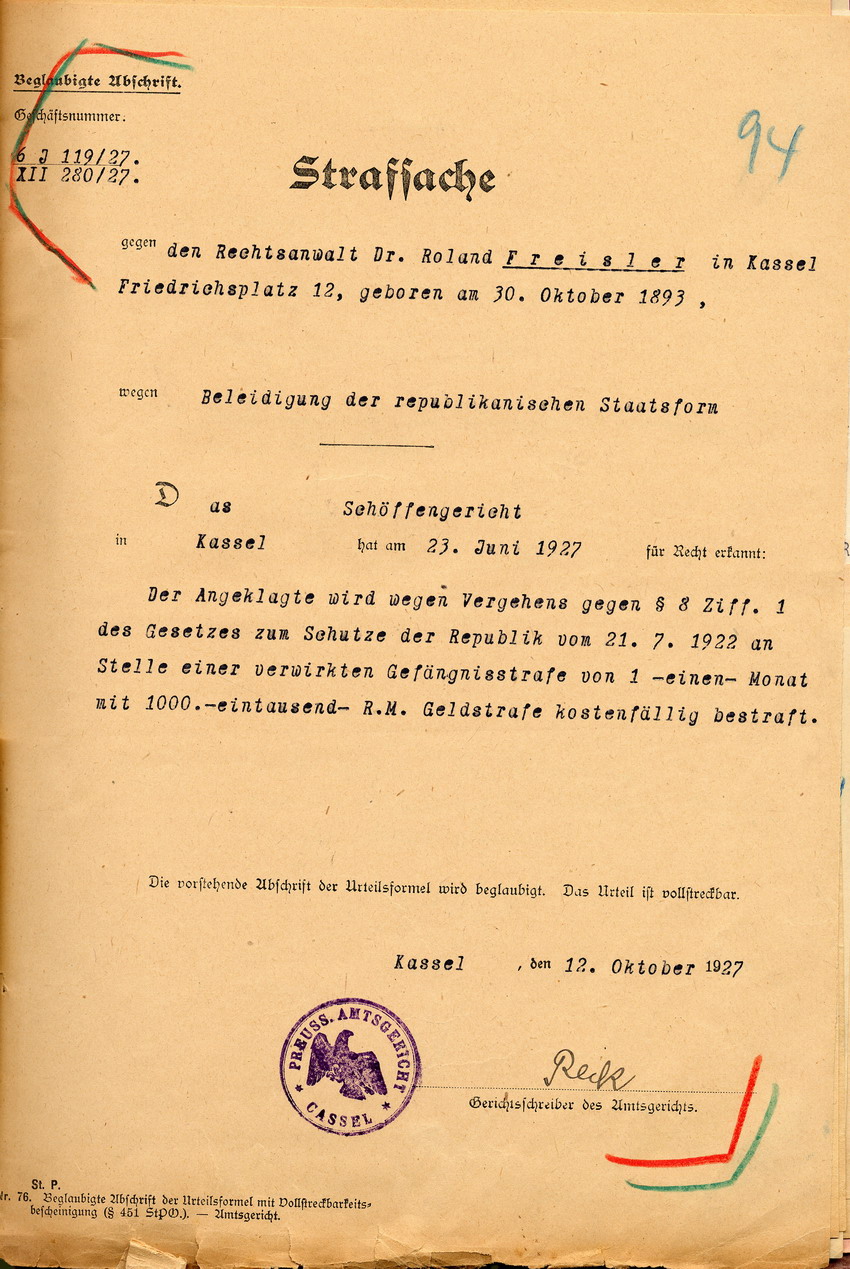 Beglaubigte Abschrift.
Geschäftsnummer.
6 J 119/27.
XII 280/27.
94
Strafsache
gegen den Rechtsanwalt Dr. Roland Freisler in Kassel
Friedrichsplatz 12, geboren am 30. Oktober 1893 ,
wegen Beleidigung der republikanischen Staatsform
Das Schöffengericht
in Kassel hat am 23. Juni 1927 für Recht erkannt:
Der Angeklagte wird wegen Vergehens gegen § 8 Ziff. 1
des Gesetzes zum Schutze der Republik vom 21. 7. 1922 an
Stelle einer verwirkten Gefängnisstrafe von 1 -einen- Monat
mit 1000.-eintausend- R.M. Geldstrafe kostenfällig bestraft.
Die vorstehende Abschrift der Urteilsformel wird beglaubigt. Das Urteil ist vollstreckbar.
Kassel , den 12. Oktober 1927
PREUSS. AMTSGERICHT
* CASSEL *
Reck
Gerichtsschreiber des Amtsgerichts.
St. P.
Nr. 76. Beglaubigte Abschrift der Urteilsformel mit Vollstreckbarkeits-
bescheinigung (§ 451 StPO.). — Amtsgericht.